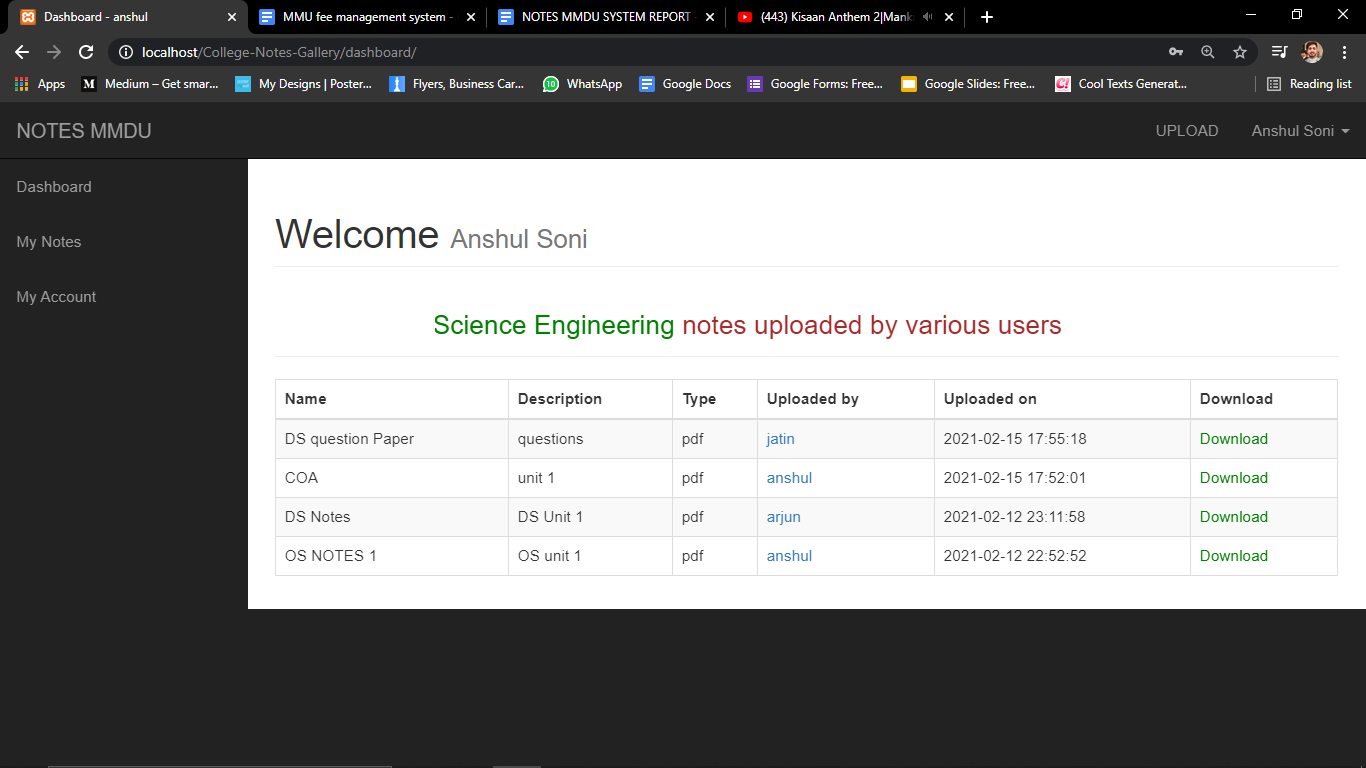 Dashboard - anshul
MMU fee management system -
NOTES MMDU SYSTEM REPORT
(443) Kisaan Anthem 2|Mank
localhost/College-Notes-Gallery/dashboard/
Apps
Medium – Get smar...
My Designs | Poster...
Flyers, Business Car...
10
WhatsApp
Google Docs
Google Forms: Free...
Google Slides: Free...
Cool Texts Generat...
Reading list
NOTES MMDU
UPLOAD
Anshul Soni
Dashboard
My Notes
My Account
Welcome Anshul Soni
Science Engineering notes uploaded by various users
Name Description Type Uploaded by Uploaded on Download
DS question Paper questions pdf jatin 2021-02-15 17:55:18 Download
COA unit 1 pdf anshul 2021-02-15 17:52:01 Download
DS Notes DS Unit 1 pdf arjun 2021-02-12 23:11:58 Download
OS NOTES 1 OS unit 1 pdf anshul 2021-02-12 22:52:52 Download